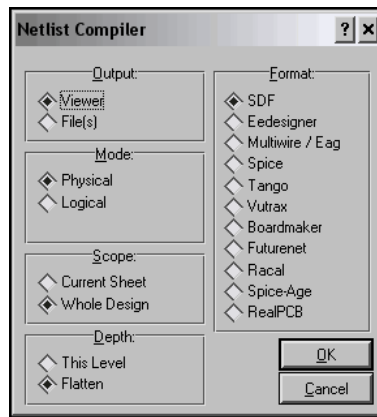 Netlist Compiler
Output:
Viewer
File(s)
Mode:
Physical
Logical
Scope:
Current Sheet
Whole Design
Depth:
This Level
Flatten
Format:
SDF
Eedesigner
Multiwire / Eag
Spice
Tango
Vutrax
Boardmaker
Futurenet
Racal
Spice-Age
RealPCB
OK
Cancel